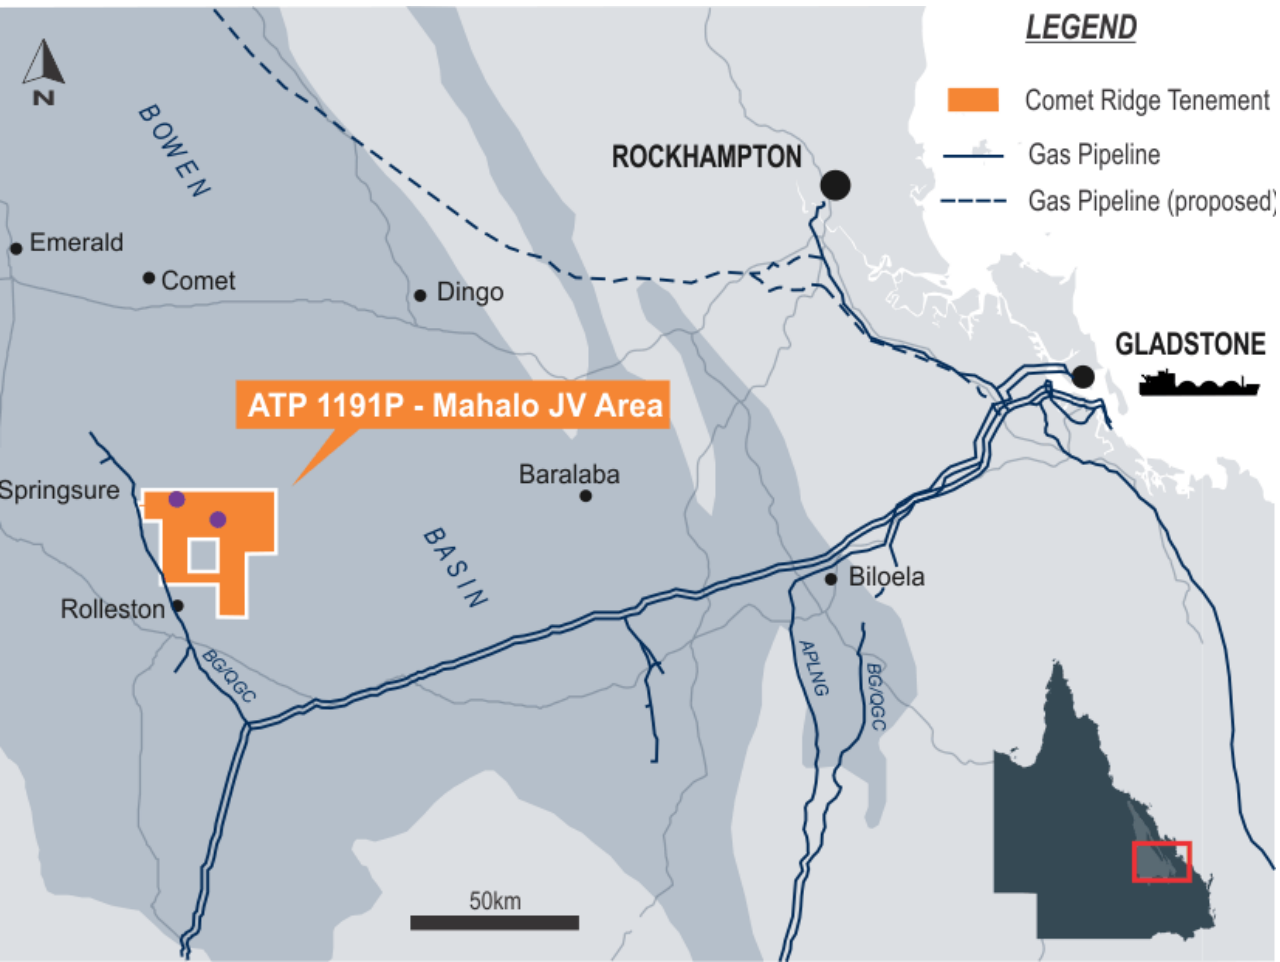 LEGEND
Comet Ridge Tenement
Gas Pipeline
Gas Pipeline (proposed)
N
BOWEN
ROCKHAMPTON
Emerald
Comet
Dingo
GLADSTONE
ATP 1191P - Mahalo JV Area
Springsure
Baralaba
BASIN
Biloela
Rolleston
BG/QGC
APLNG
BG/QGC
50km